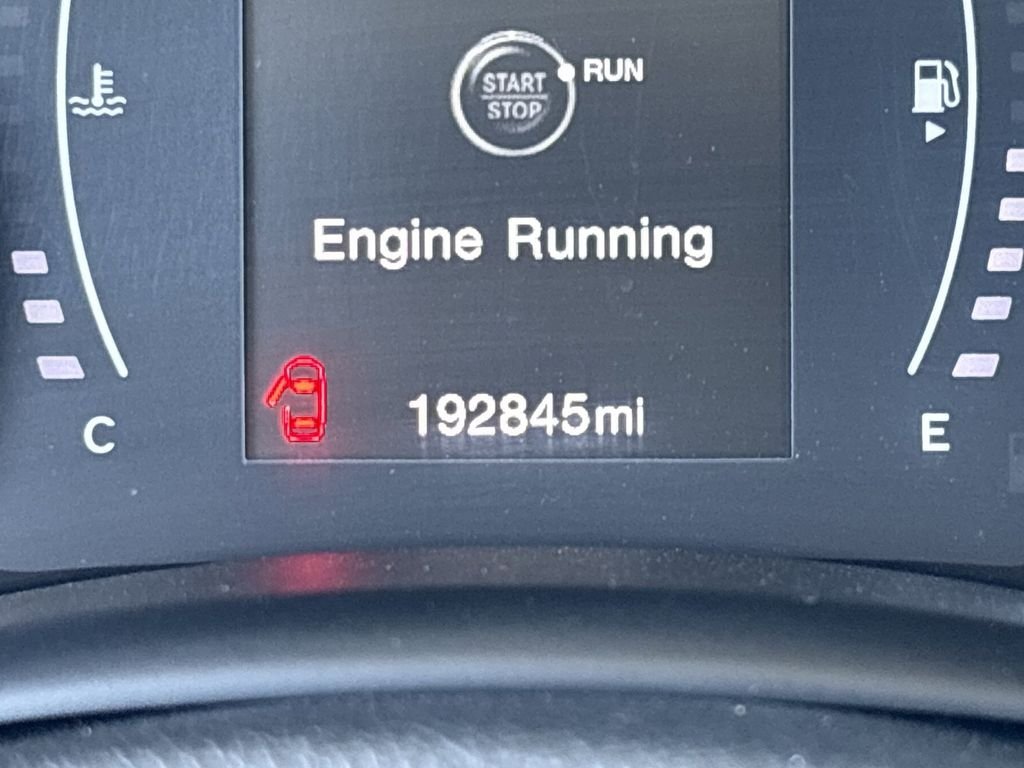 START
STOP
RUN
Engine Running
192845mi
C
E